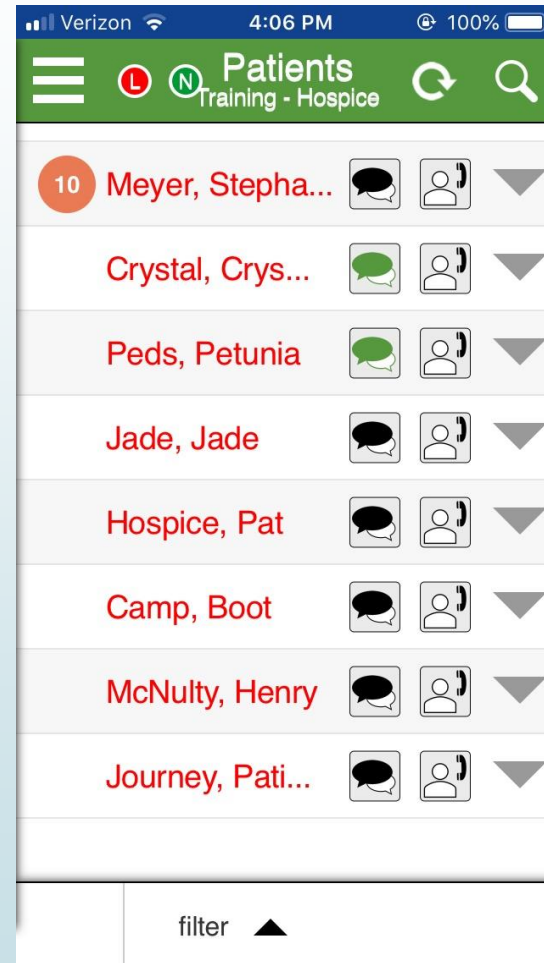 Verizon 4:06 PM 100%
L N Patients
Training - Hospice
10 Meyer, Stepha...
Crystal, Crys...
Peds, Petunia
Jade, Jade
Hospice, Pat
Camp, Boot
McNulty, Henry
Journey, Pati...
filter